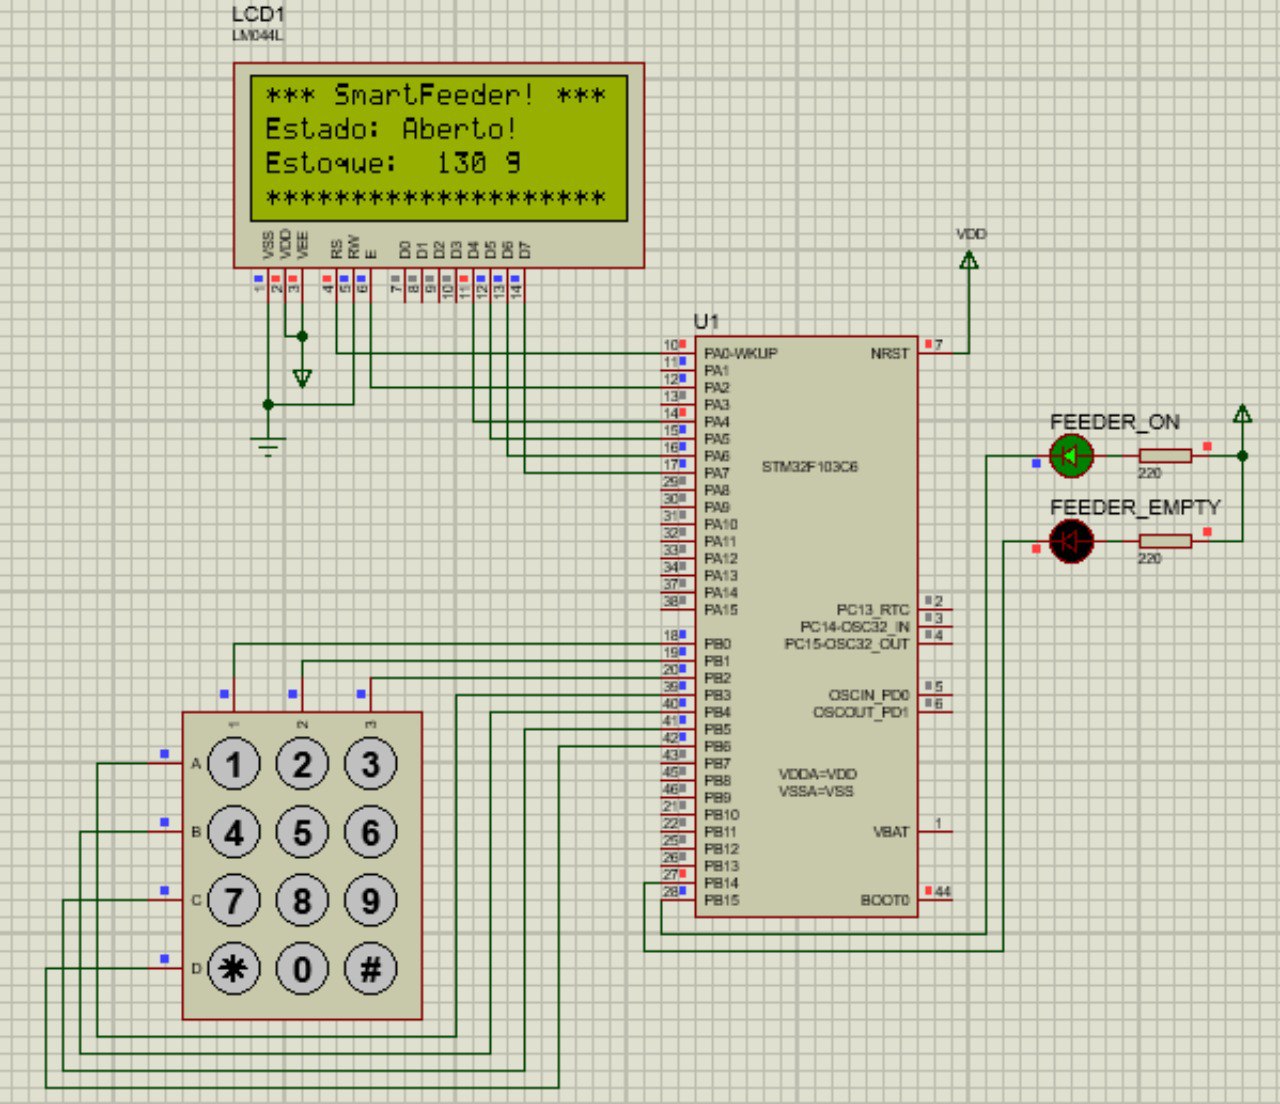 LCD1
LM044L
*** SmartFeeder! ***
Estado: Aberto!
Estoque: 130 g
********************
VSS VDD VEE RS RW E D0 D1 D2 D3 D4 D5 D6 D7
1 2 3 4 5 6 7 8 9 10 11 12 13 14
VDD
U1
10 PA0-WKUP NRST 7
11 PA1
12 PA2
13 PA3
14 PA4
15 PA5
16 PA6
17 PA7
29 PA8
30 PA9
31 PA10
32 PA11
33 PA12
34 PA13
37 PA14
38 PA15
STM32F103C6
FEEDER_ON
220
FEEDER_EMPTY
220
PC13_RTC 2
PC14-OSC32_IN 3
PC15-OSC32_OUT 4
18 PB0
19 PB1
20 PB2
39 PB3
40 PB4
41 PB5
42 PB6
43 PB7
45 PB8
46 PB9
21 PB10
22 PB11
25 PB12
26 PB13
27 PB14
28 PB15
OSCIN_PD0 5
OSCOUT_PD1 6
VDDA=VDD
VSSA=VSS
VBAT 1
BOOT0 44
1 2 3
A 1 2 3
B 4 5 6
C 7 8 9
D * 0 #